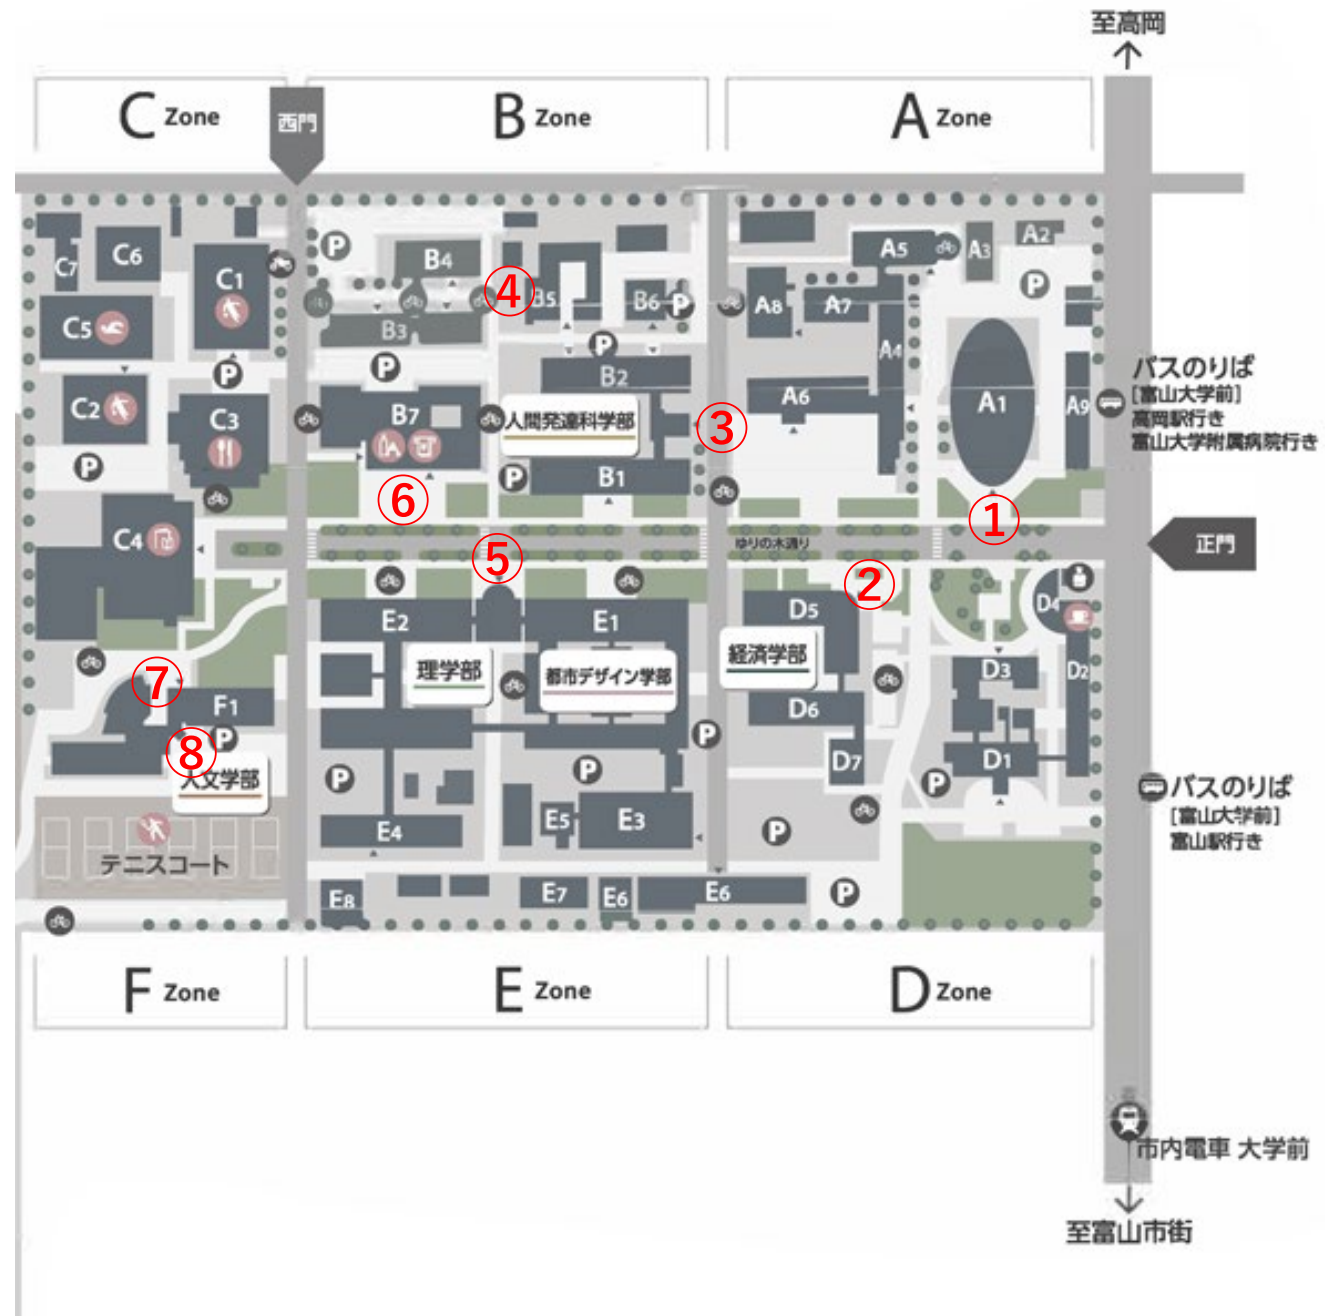 至高岡
C Zone
B Zone
A Zone
西門
C7
C6
C1
B4
A5
A3
A2
P
P
C5
B3
B5
④
B6
P
A8
A7
P
P
P
A4
バスのりば
[富山大学前]
高岡駅行き
富山大学附属病院行き
C2
C3
B7
B2
A6
A1
A9
人間発達科学部
③
P
P
B1
⑥
C4
①
⑤
ゆりの木通り
正門
②
E2
E1
D5
D4
理学部
都市デザイン学部
経済学部
⑦
F1
D3
D2
D6
⑧
P
P
人文学部
P
P
D7
P
D1
バスのりば
[富山大学前]
富山駅行き
E4
E5
E3
P
テニスコート
E8
E7
E6
E6
P
F Zone
E Zone
D Zone
市内電車 大学前
至富山市街